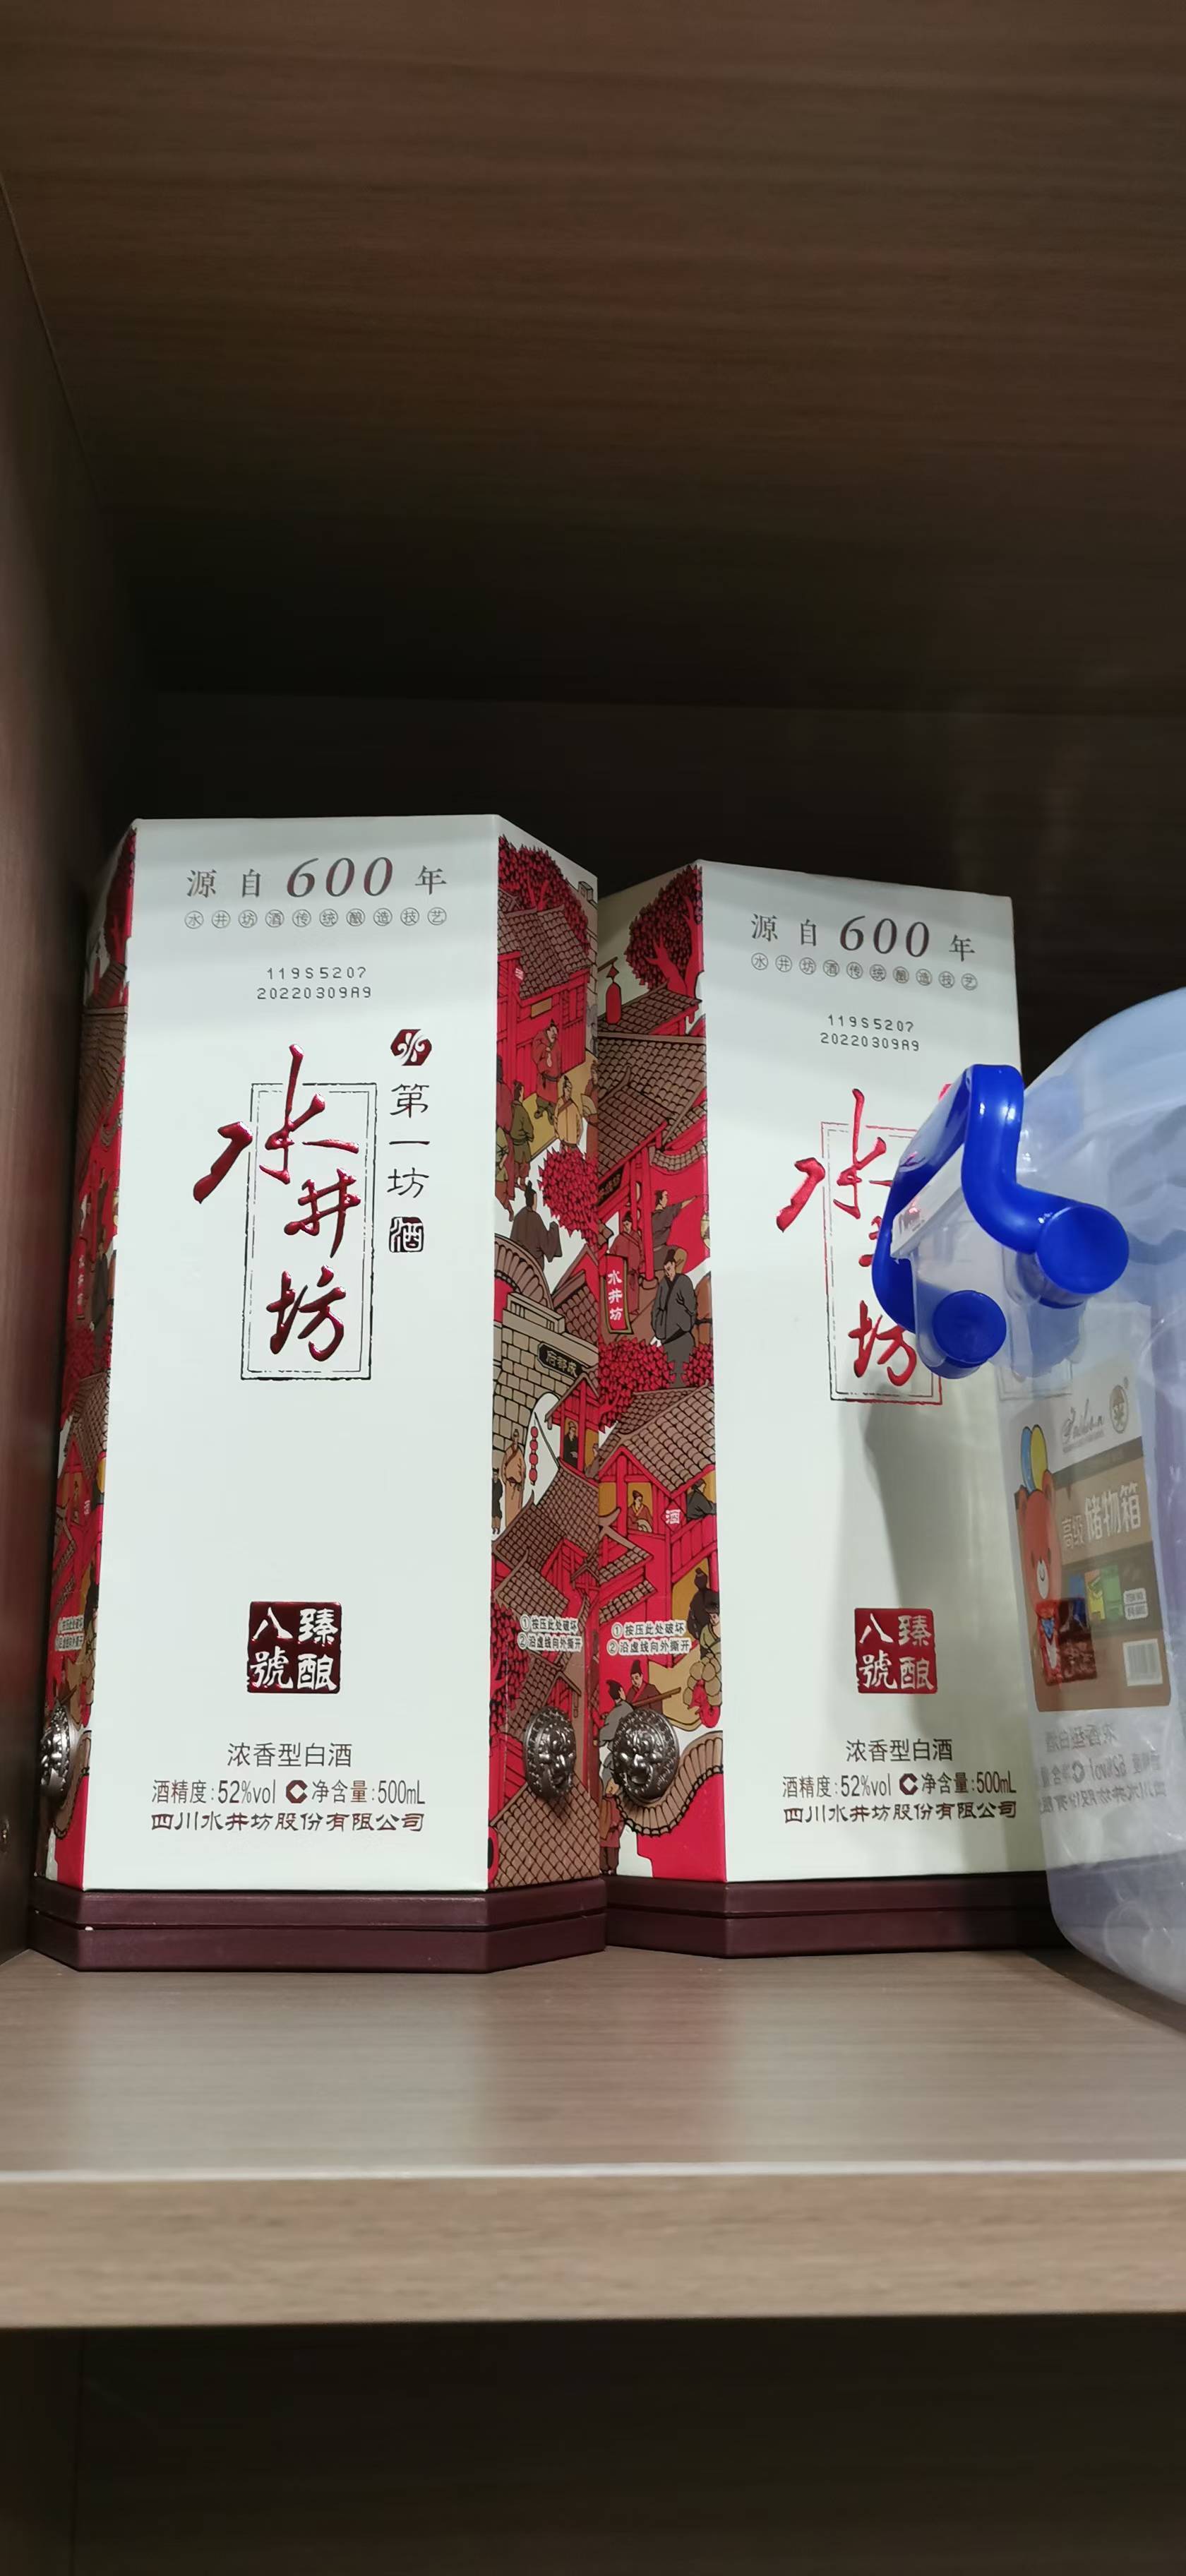 源自600年
水井坊酒传统酿造技艺
119S5207
20220309A9
水井坊
第一坊
酒
臻酿
八號
浓香型白酒
酒精度:52%vol 净含量:500mL
四川水井坊股份有限公司
①按压此处破坏
②沿虚线向外撕开
水井坊
酒
①按压此处破坏
②沿虚线向外撕开
源自600年
水井坊酒传统酿造技艺
119S5207
20220309A9
水
坊
臻酿
八號
浓香型白酒
酒精度:52%vol 净含量:500mL
四川水井坊股份有限公司
高级储物箱